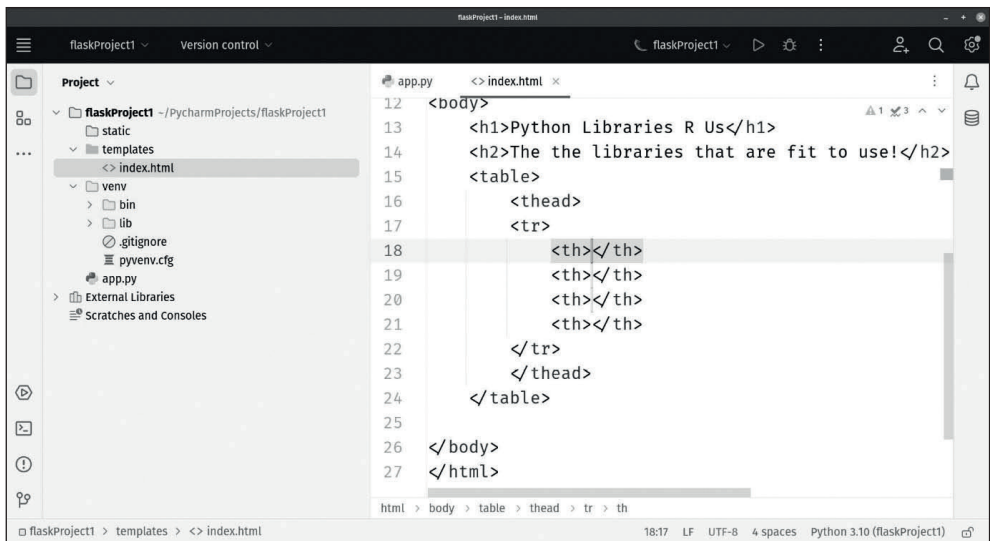 flaskProject1 – index.html
flaskProject1
Version control
flaskProject1
Project
flaskProject1 ~/PycharmProjects/flaskProject1
static
templates
<> index.html
venv
bin
lib
.gitignore
pyvenv.cfg
app.py
External Libraries
Scratches and Consoles
app.py
<> index.html ×
1 3
12 <body>
13 <h1>Python Libraries R Us</h1>
14 <h2>The the libraries that are fit to use!</h2>
15 <table>
16 <thead>
17 <tr>
18 <th></th>
19 <th></th>
20 <th></th>
21 <th></th>
22 </tr>
23 </thead>
24 </table>
25
26 </body>
27 </html>
html > body > table > thead > tr > th
flaskProject1 > templates > <> index.html
18:17 LF UTF-8 4 spaces Python 3.10 (flaskProject1)